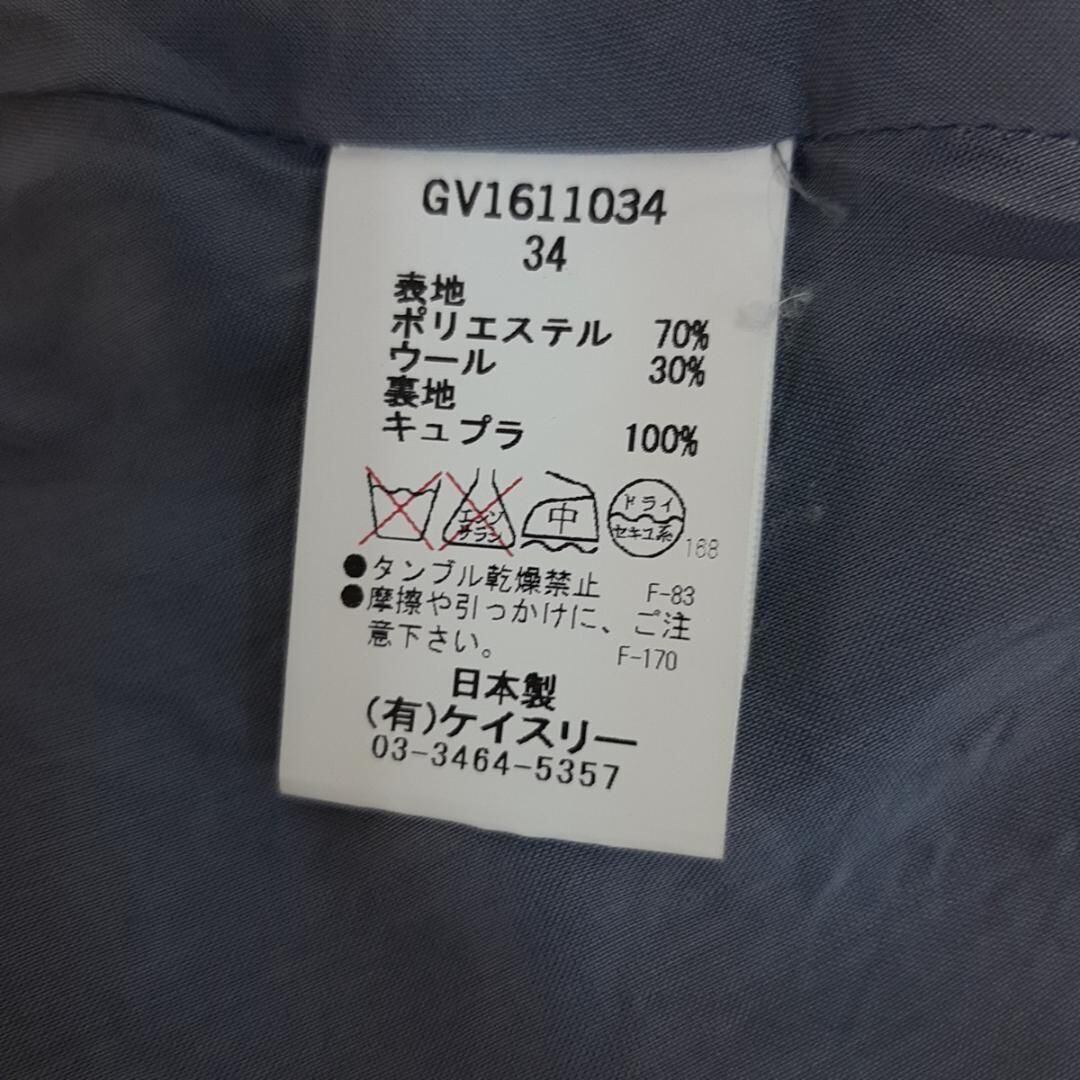 GV1611034
34
表地
ポリエステル 70%
ウール 30%
裏地
キュプラ 100%
エンソ
サラシ
中
ドライ
セキユ系
168
●タンブル乾燥禁止 F-83
●摩擦や引っかけに、ご注
意下さい。 F-170
日本製
(有)ケイスリー
03-3464-5357